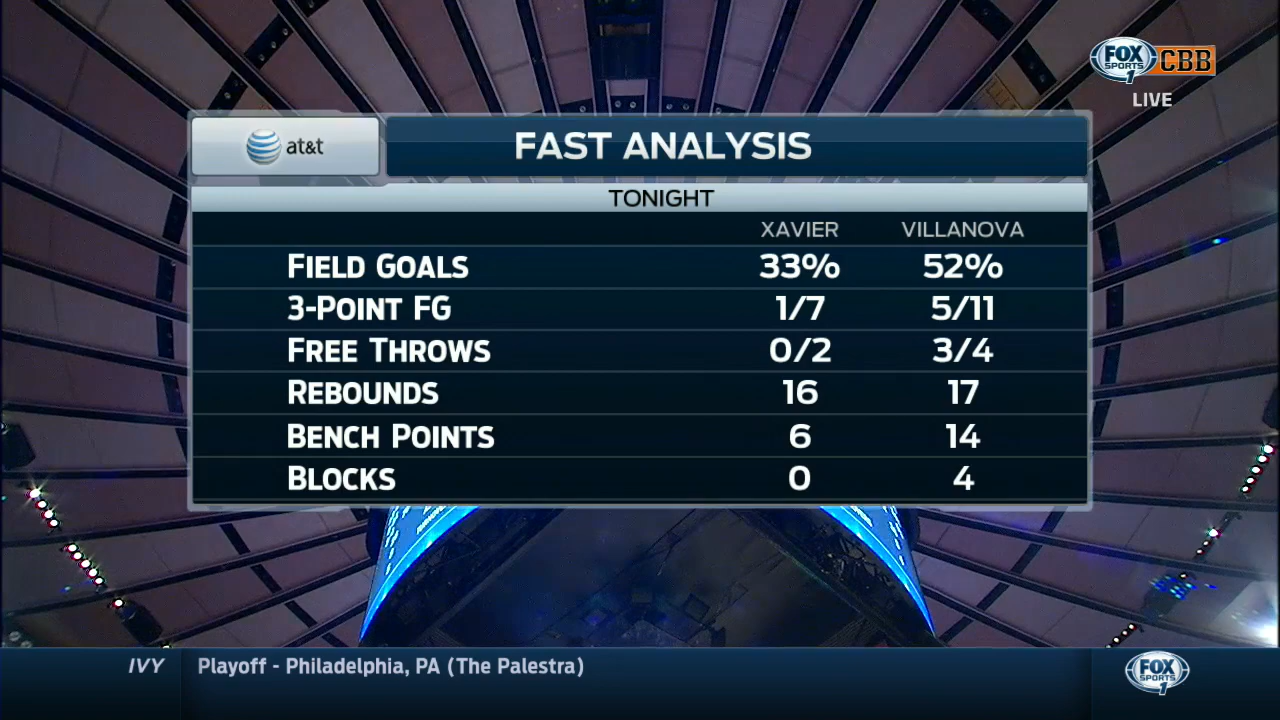 FOX SPORTS 1 CBB
LIVE
at&t FAST ANALYSIS
TONIGHT
XAVIER VILLANOVA
FIELD GOALS 33% 52%
3-POINT FG 1/7 5/11
FREE THROWS 0/2 3/4
REBOUNDS 16 17
BENCH POINTS 6 14
BLOCKS 0 4
IVY Playoff - Philadelphia, PA (The Palestra) FOX SPORTS 1